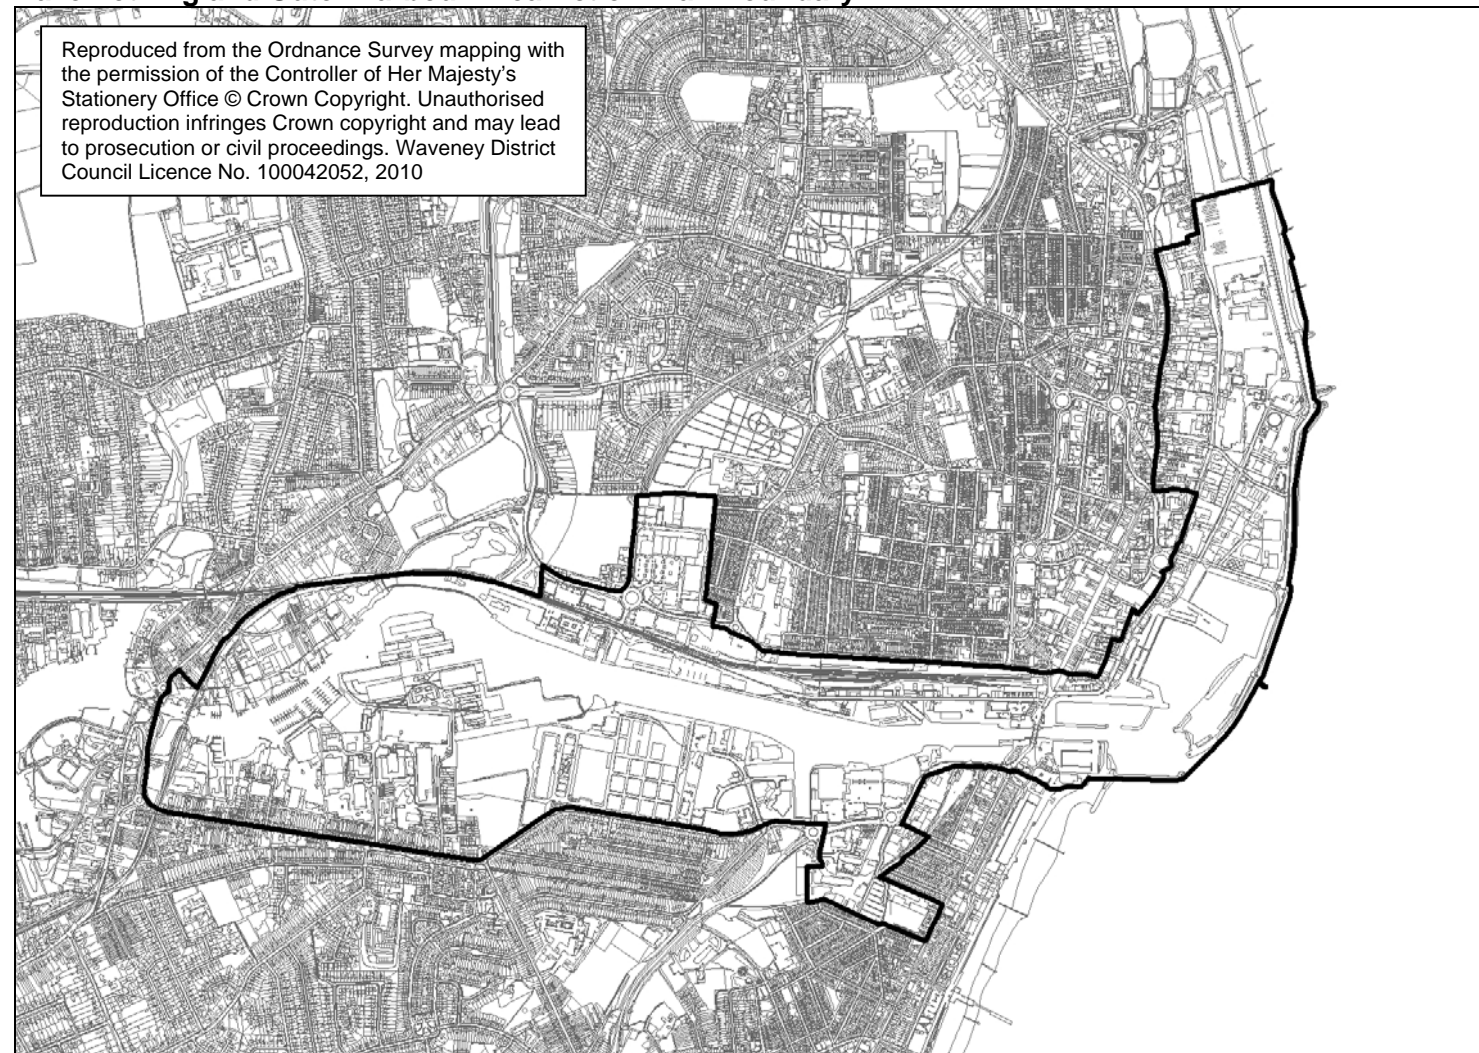 Reproduced from the Ordnance Survey mapping with
the permission of the Controller of Her Majesty's
Stationery Office © Crown Copyright. Unauthorised
reproduction infringes Crown copyright and may lead
to prosecution or civil proceedings. Waveney District
Council Licence No. 100042052, 2010